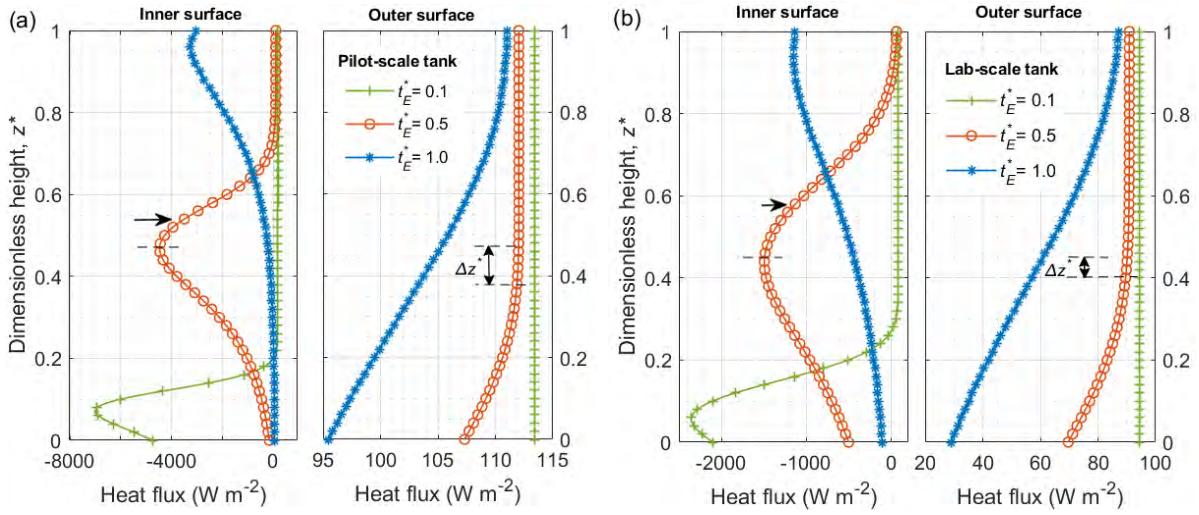 (a)
Inner surface
Outer surface
Dimensionless height, z*
1
0.8
0.6
0.4
0.2
0
-8000 -4000 0
Heat flux (W m-2)
Pilot-scale tank
t*E = 0.1
t*E = 0.5
t*E = 1.0
Δz*
95 100 105 110 115
Heat flux (W m-2)
1
0.8
0.6
0.4
0.2
0
(b)
Inner surface
Outer surface
Dimensionless height, z*
1
0.8
0.6
0.4
0.2
0
-2000 -1000 0
Heat flux (W m-2)
Lab-scale tank
t*E = 0.1
t*E = 0.5
t*E = 1.0
Δz*
20 40 60 80 100
Heat flux (W m-2)
1
0.8
0.6
0.4
0.2
0